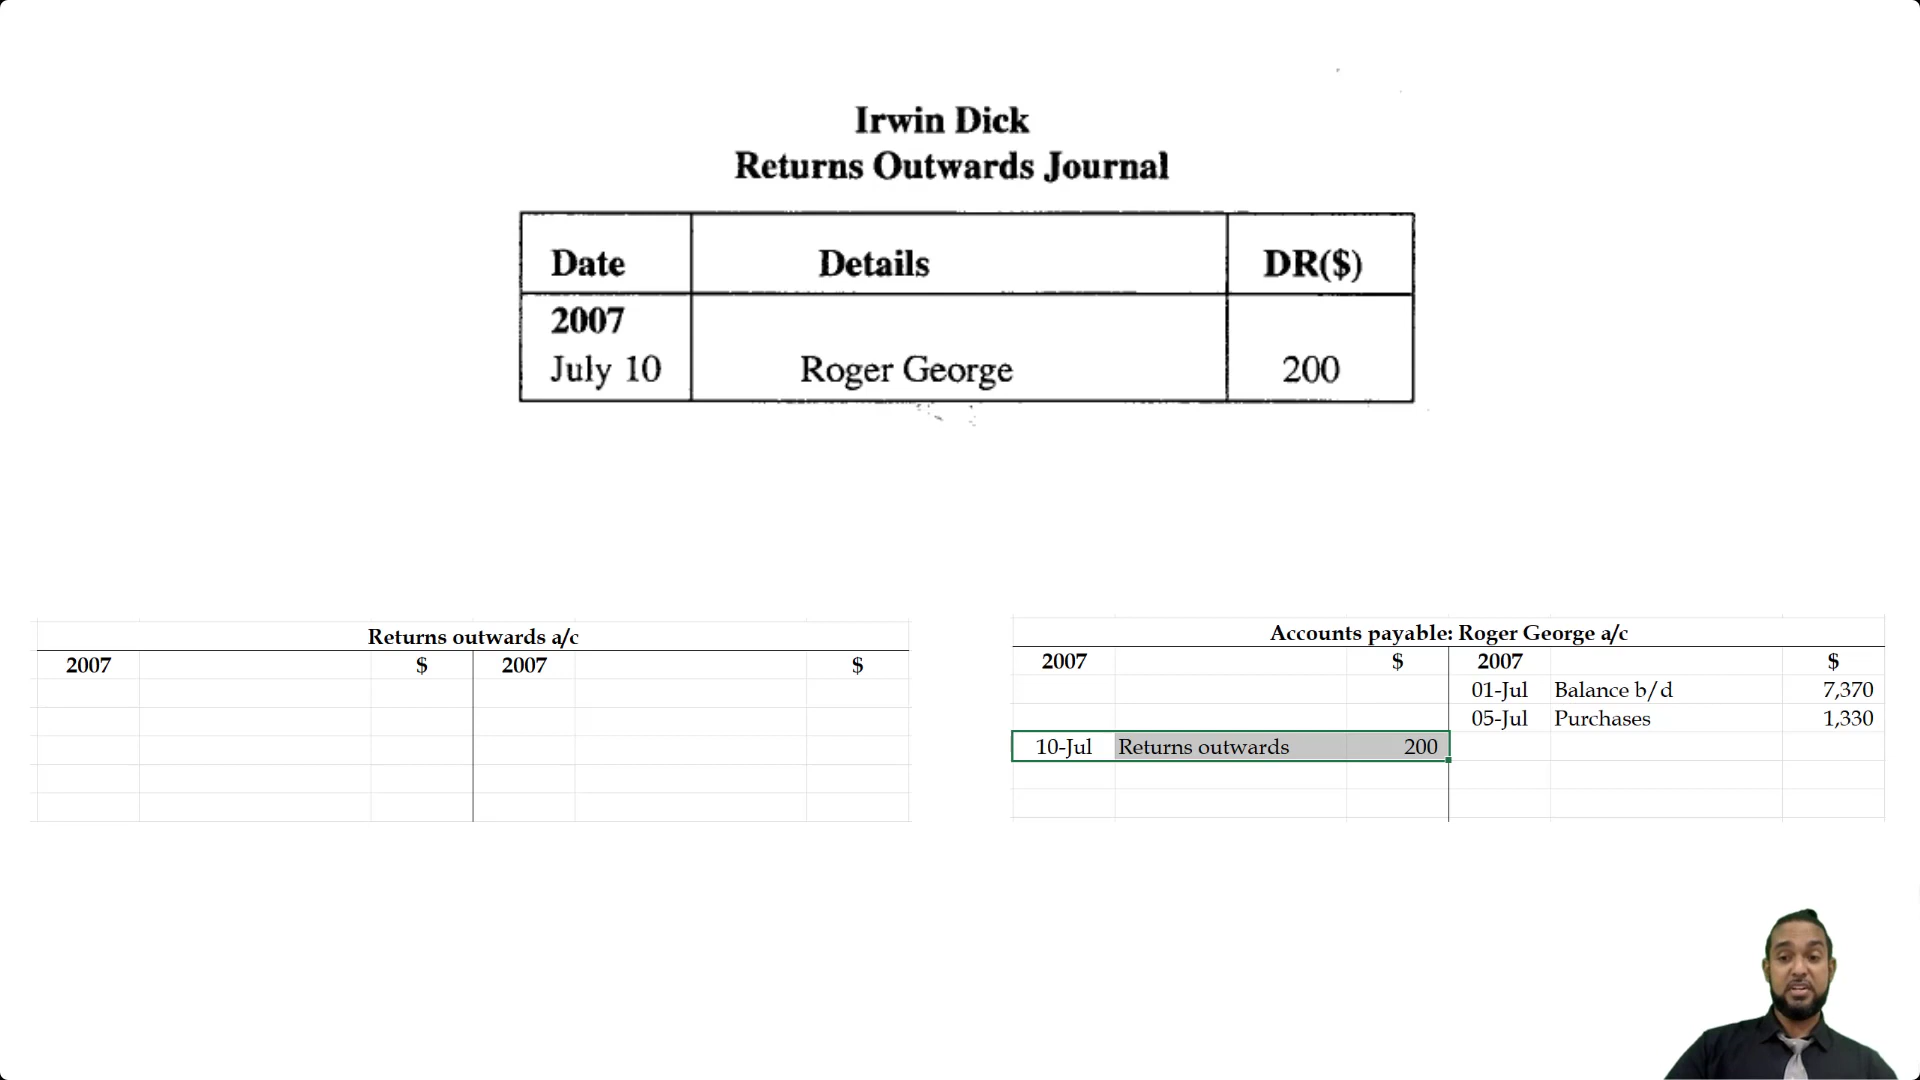 Irwin Dick
Returns Outwards Journal
Date Details DR($)
2007
July 10 Roger George 200
Returns outwards a/c
2007 $ 2007 $
Accounts payable: Roger George a/c
2007 $ 2007 $
01-Jul Balance b/d 7,370
05-Jul Purchases 1,330
10-Jul Returns outwards 200